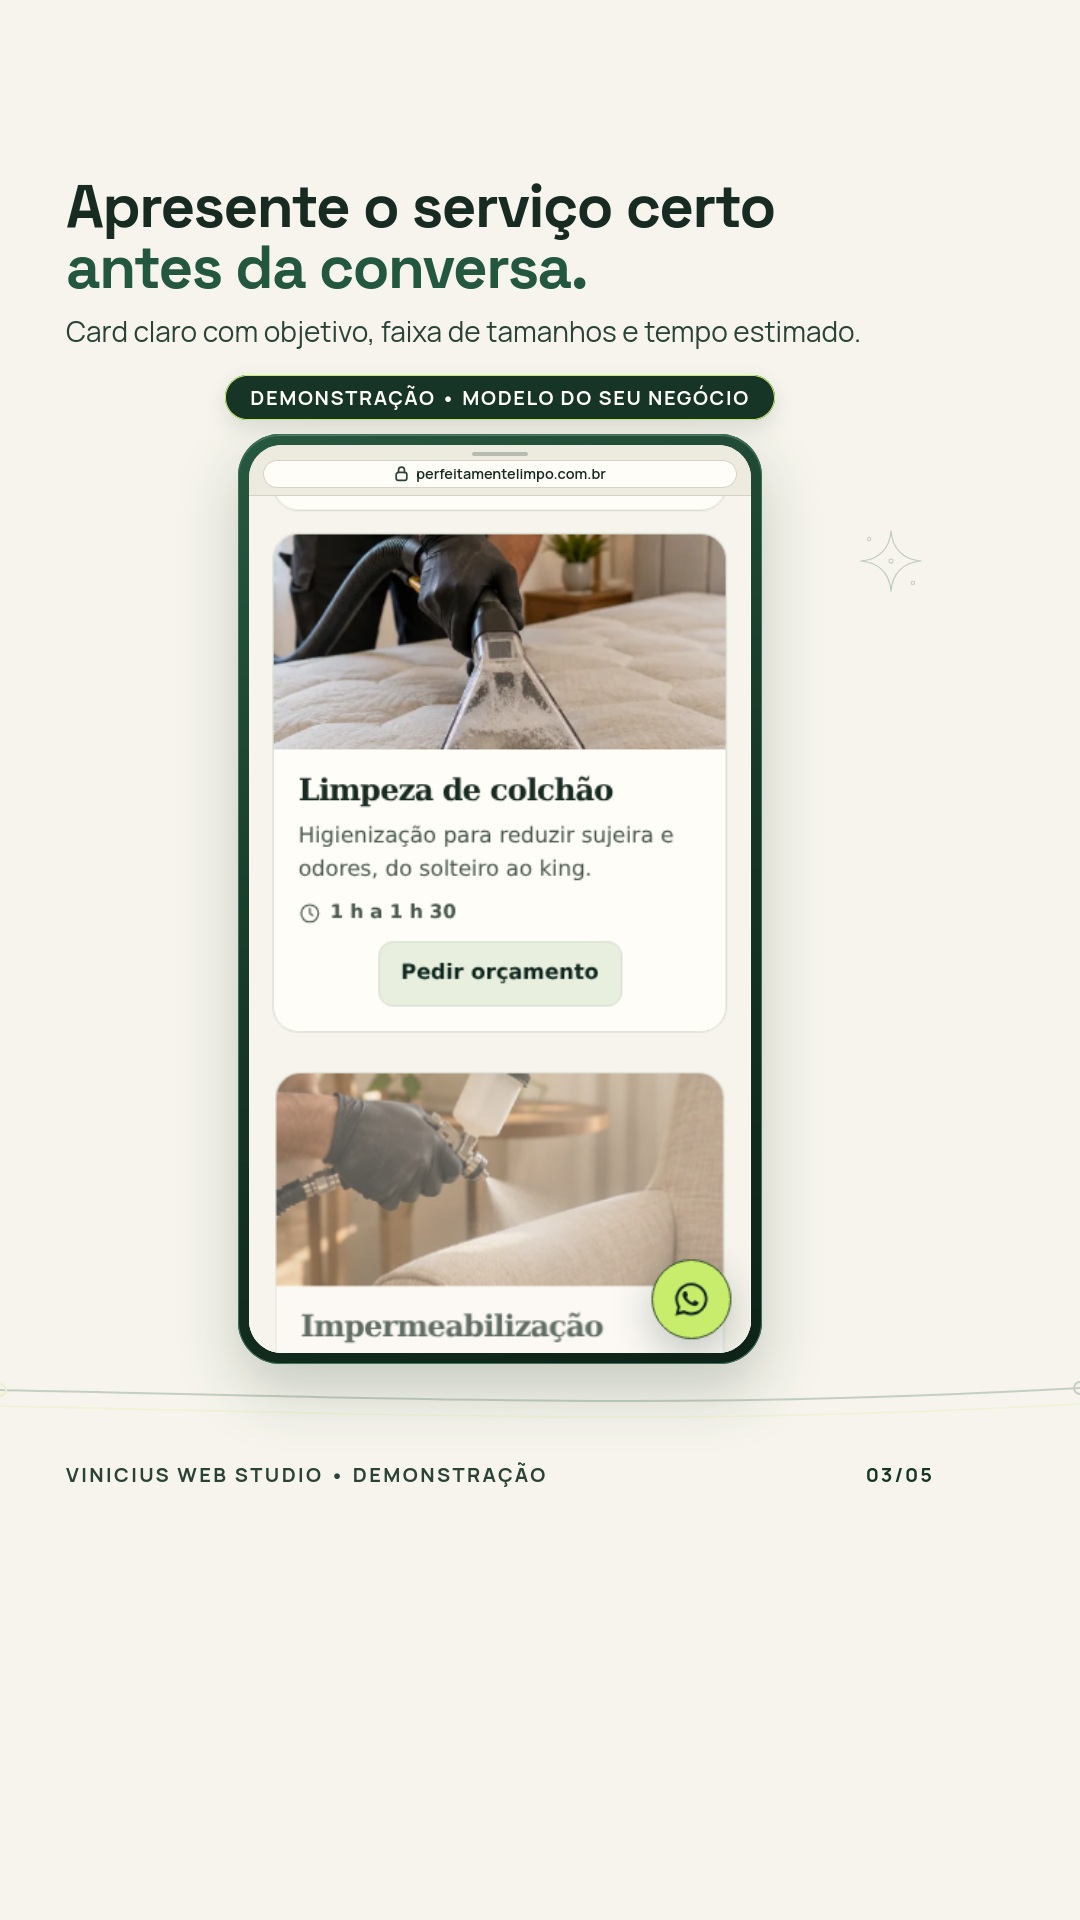 Apresente o serviço certo
antes da conversa.
Card claro com objetivo, faixa de tamanhos e tempo estimado.
DEMONSTRAÇÃO • MODELO DO SEU NEGÓCIO
perfeitamentelimpo.com.br
Limpeza de colchão
Higienização para reduzir sujeira e
odores, do solteiro ao king.
1 h a 1 h 30
Pedir orçamento
Impermeabilização
VINICIUS WEB STUDIO • DEMONSTRAÇÃO
03/05